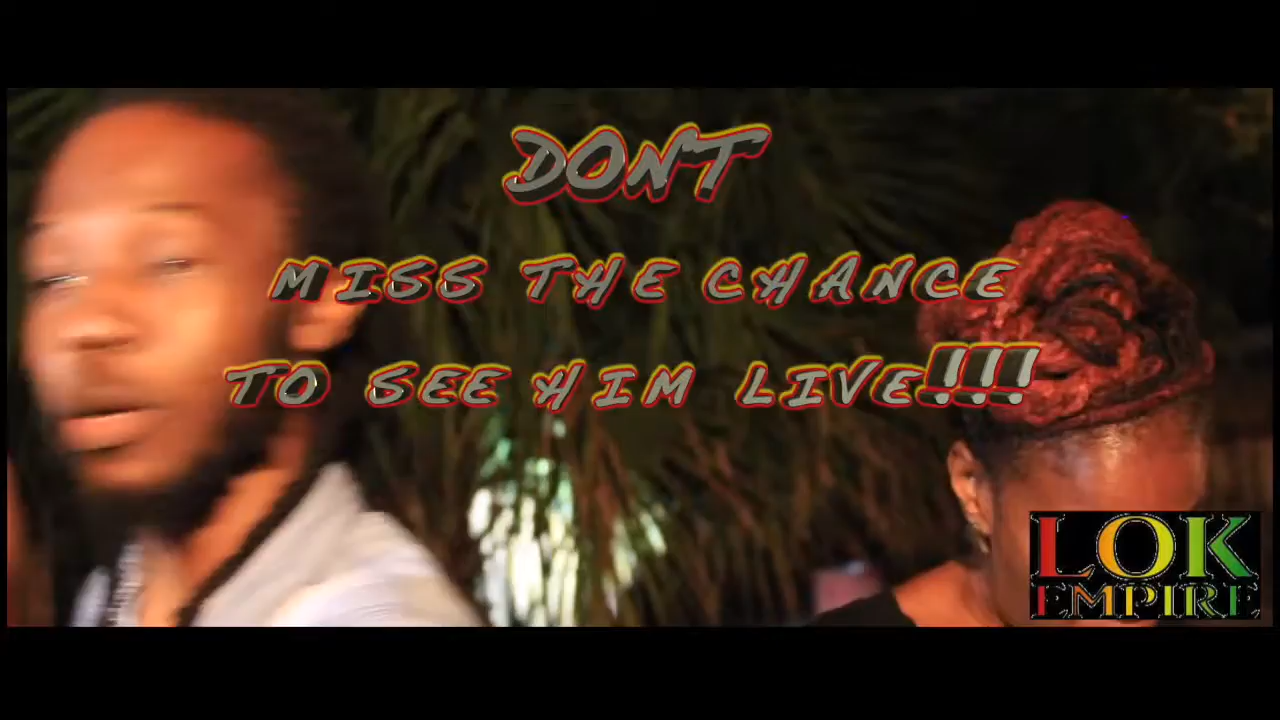 DONT
MISS THE CHANCE
TO SEE HIM LIVE!!!
LOK
EMPIRE